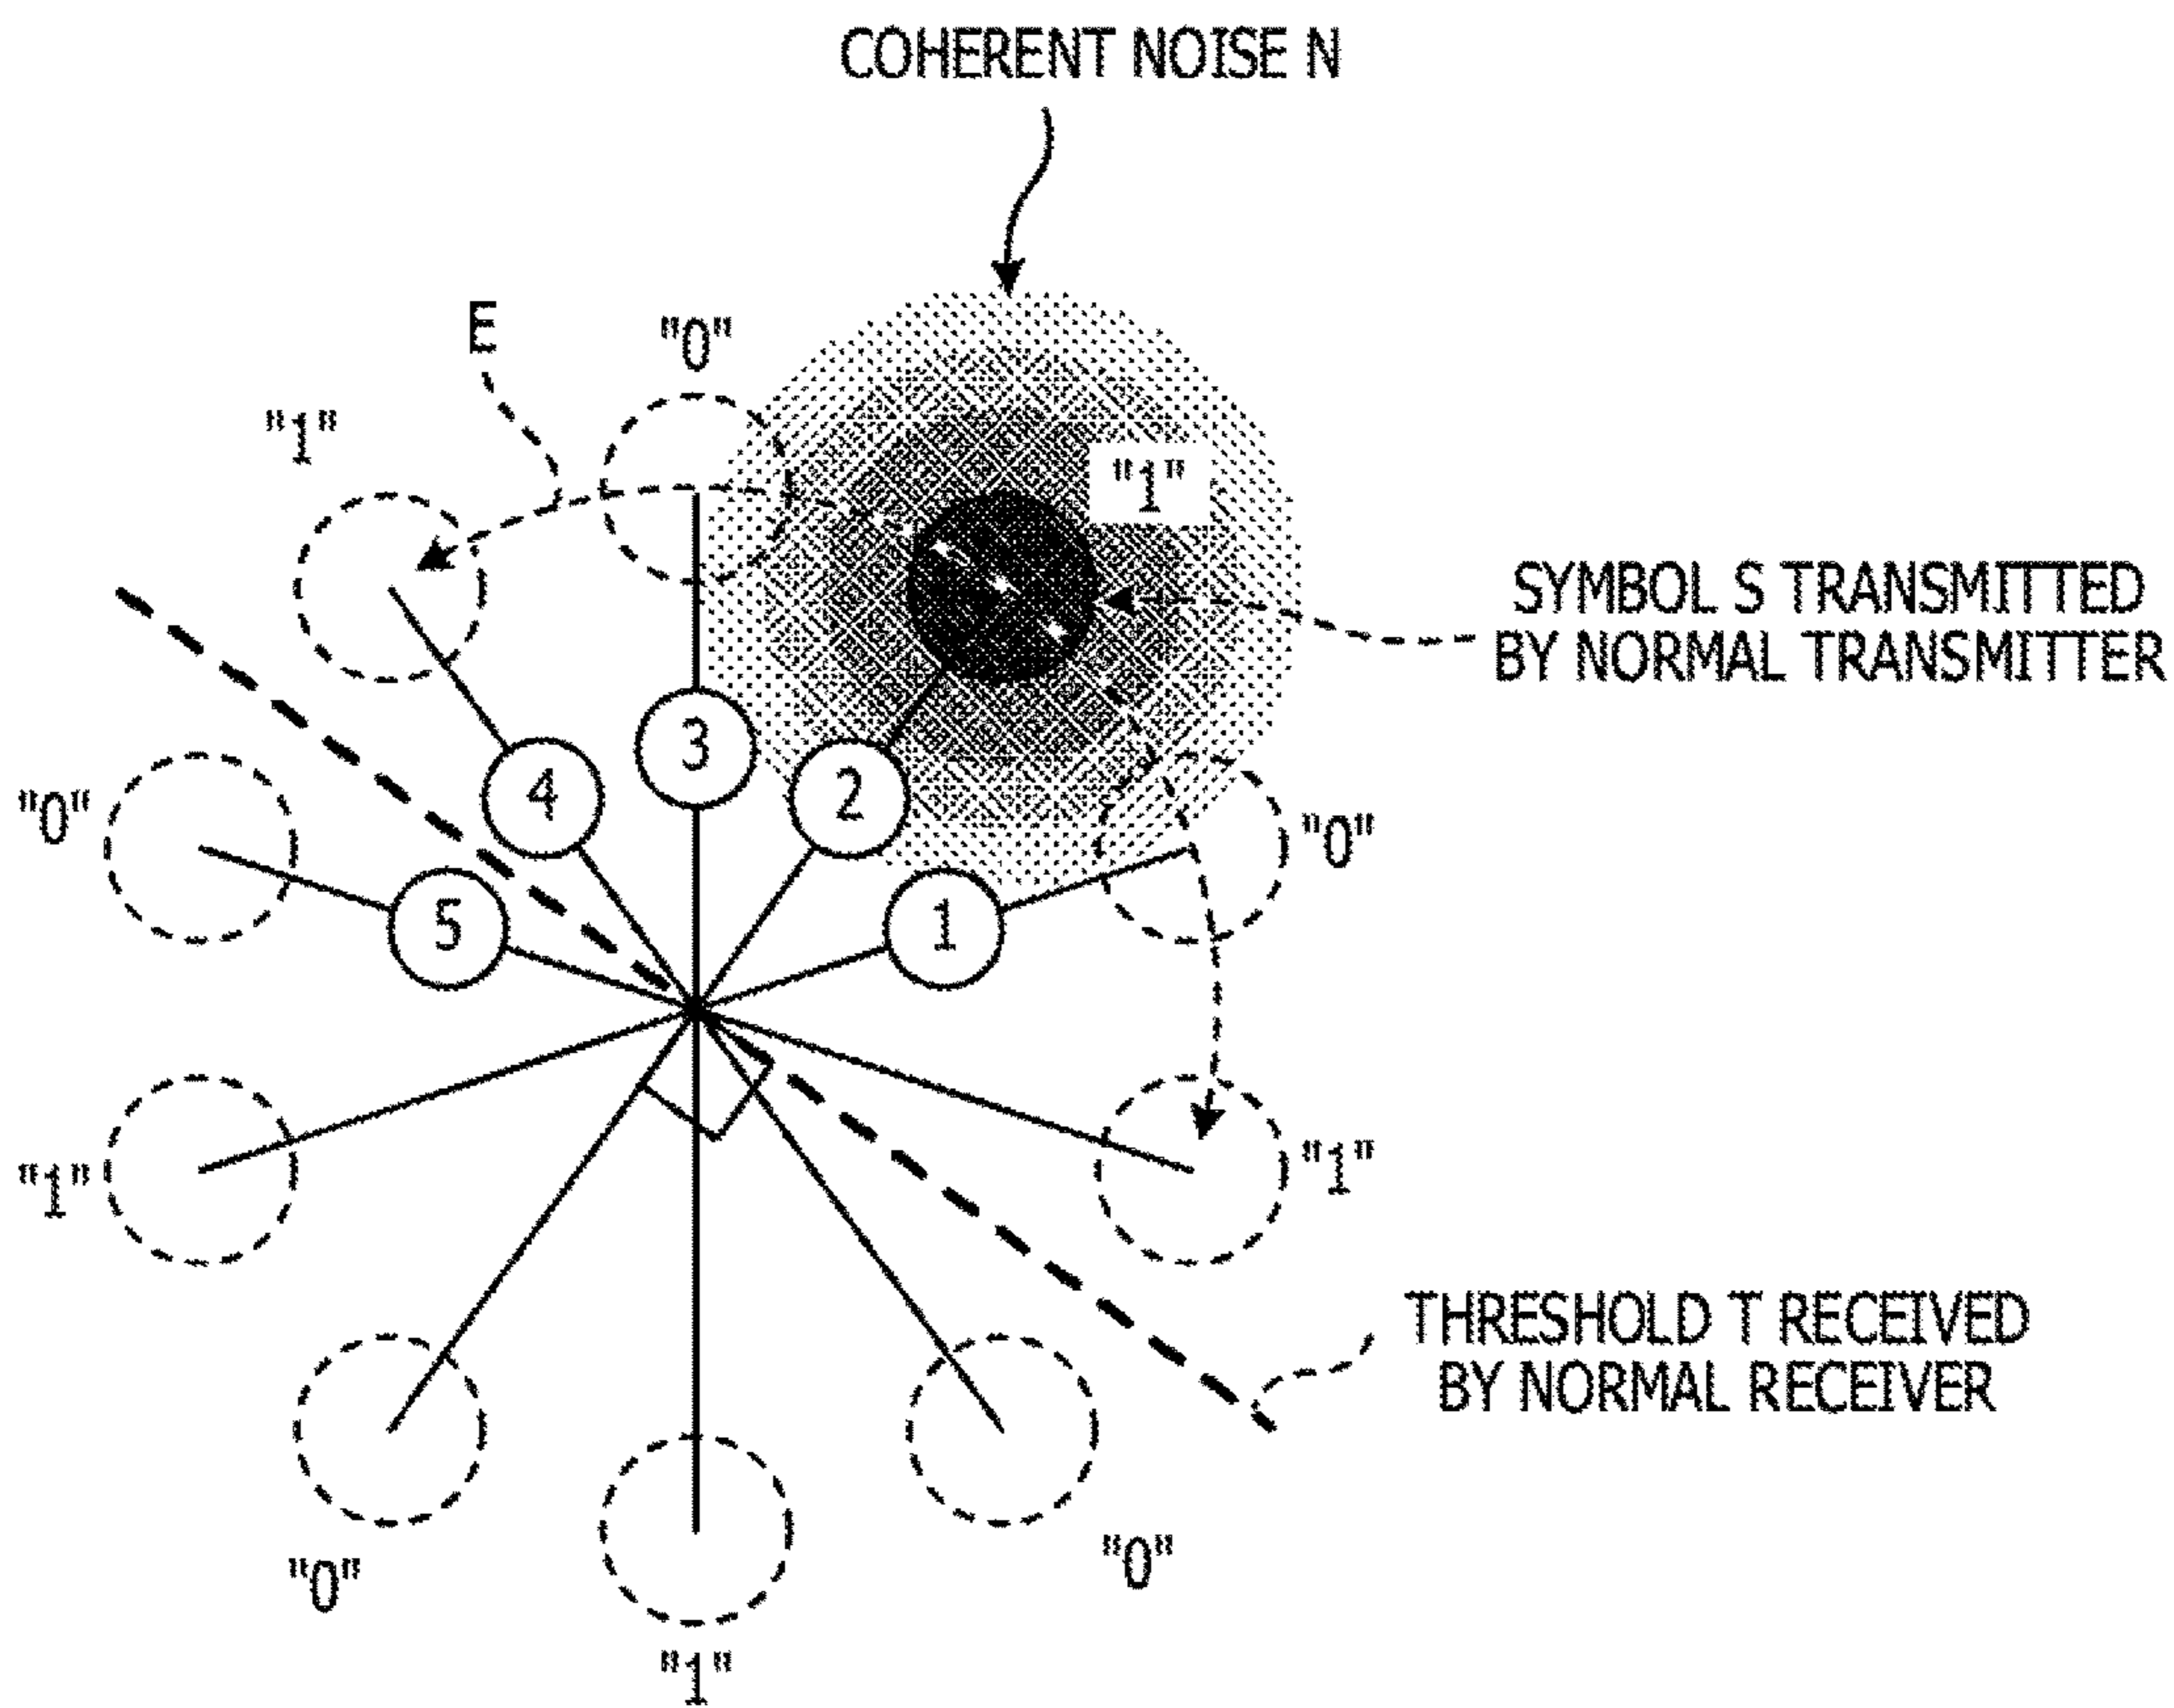 COHERENT NOISE N
E
"0"
"1"
"1"
SYMBOL S TRANSMITTED
BY NORMAL TRANSMITTER
3
4
2
"0"
"0"
5
1
"1"
"1"
THRESHOLD T RECEIVED
BY NORMAL RECEIVER
"0"
"0"
"1"